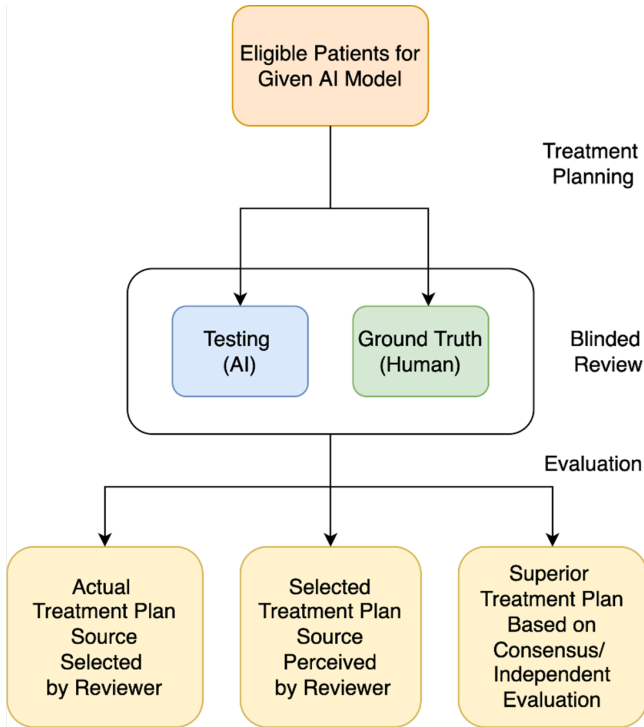 Eligible Patients for
Given AI Model
Treatment
Planning
Testing
(AI)
Ground Truth
(Human)
Blinded
Review
Evaluation
Actual
Treatment Plan
Source
Selected
by Reviewer
Selected
Treatment Plan
Source
Perceived
by Reviewer
Superior
Treatment Plan
Based on
Consensus/
Independent
Evaluation